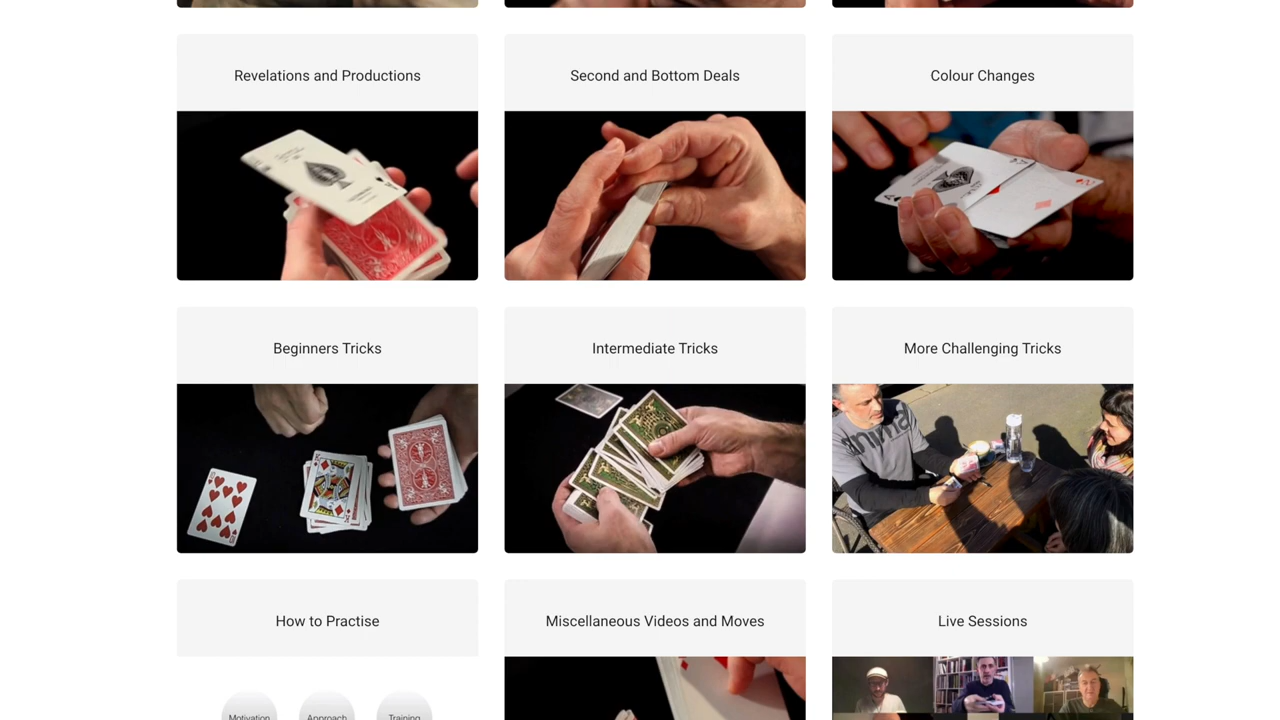 Revelations and Productions
Second and Bottom Deals
Colour Changes
Beginners Tricks
Intermediate Tricks
More Challenging Tricks
animal
How to Practise
Miscellaneous Videos and Moves
Live Sessions
Motivation
Approach
Training